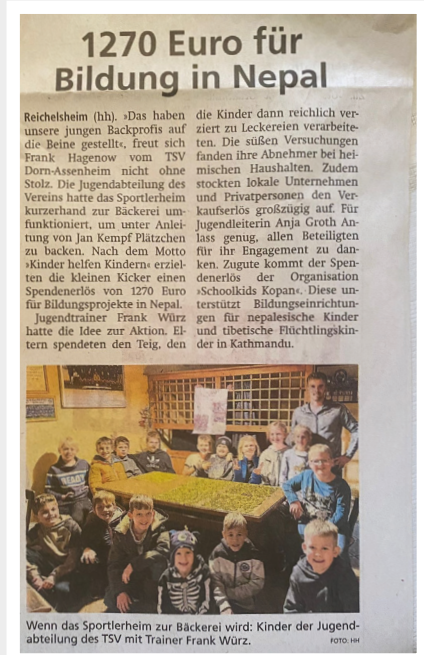 1270 Euro für
Bildung in Nepal
Reichelsheim (hh). »Das haben
unsere jungen Backprofis auf
die Beine gestellt«, freut sich
Frank Hagenow vom TSV
Dorn-Assenheim nicht ohne
Stolz. Die Jugendabteilung des
Vereins hatte das Sportlerheim
kurzerhand zur Bäckerei um-
funktioniert, um unter Anlei-
tung von Jan Kempf Plätzchen
zu backen. Nach dem Motto
»Kinder helfen Kindern« erziel-
ten die kleinen Kicker einen
Spendenerlös von 1270 Euro
für Bildungsprojekte in Nepal.
Jugendtrainer Frank Würz
hatte die Idee zur Aktion. El-
tern spendeten den Teig, den
die Kinder dann reichlich ver-
ziert zu Leckereien verarbeite-
ten. Die süßen Versuchungen
fanden ihre Abnehmer bei hei-
mischen Haushalten. Zudem
stockten lokale Unternehmen
und Privatpersonen den Ver-
kaufserlös großzügig auf. Für
Jugendleiterin Anja Groth An-
lass genug, allen Beteiligten
für ihr Engagement zu dan-
ken. Zugute kommt der Spen-
denerlös der Organisation
»Schoolkids Kopan«. Diese un-
terstützt Bildungseinrichtun-
gen für nepalesische Kinder
und tibetische Flüchtlingskin-
der in Kathmandu.
Wenn das Sportlerheim zur Bäckerei wird: Kinder der Jugend-
abteilung des TSV mit Trainer Frank Würz.
FOTO: HH